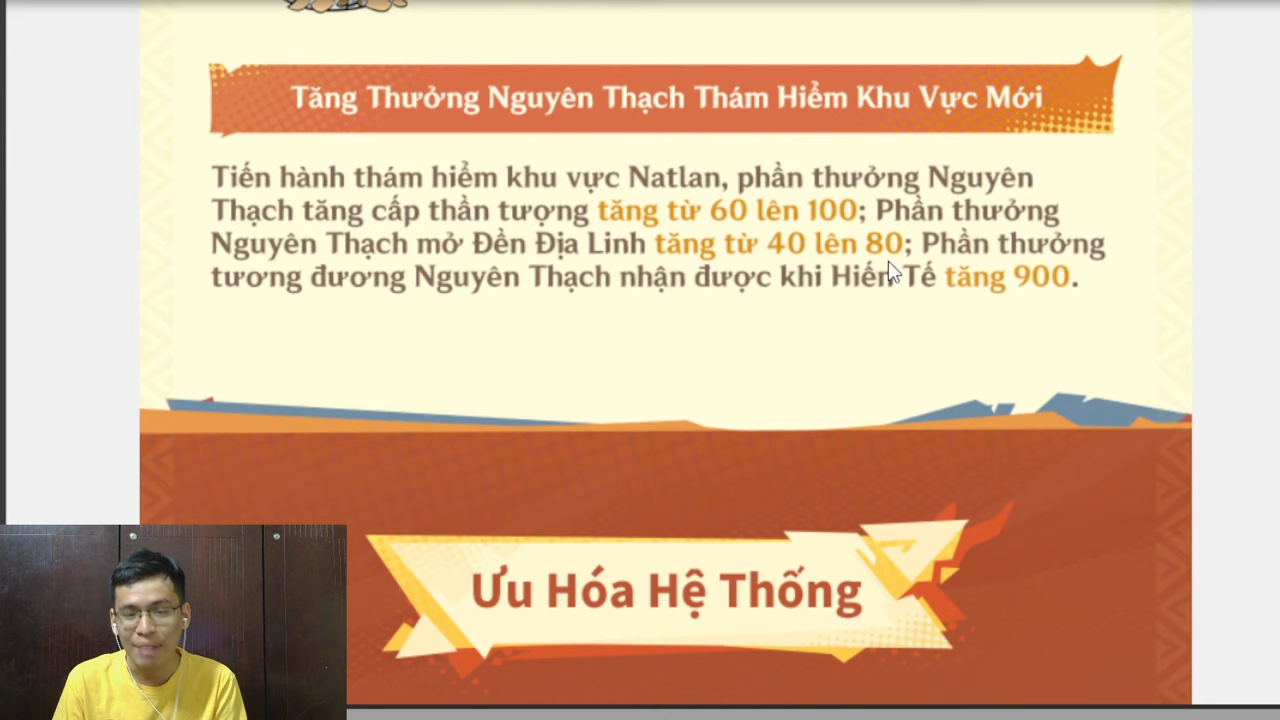 Tăng Thưởng Nguyên Thạch Thám Hiểm Khu Vực Mới
Tiến hành thám hiểm khu vực Natlan, phần thưởng Nguyên
Thạch tăng cấp thần tượng tăng từ 60 lên 100; Phần thưởng
Nguyên Thạch mở Đền Địa Linh tăng từ 40 lên 80; Phần thưởng
tương đương Nguyên Thạch nhận được khi Hiến Tế tăng 900.
Ưu Hóa Hệ Thống